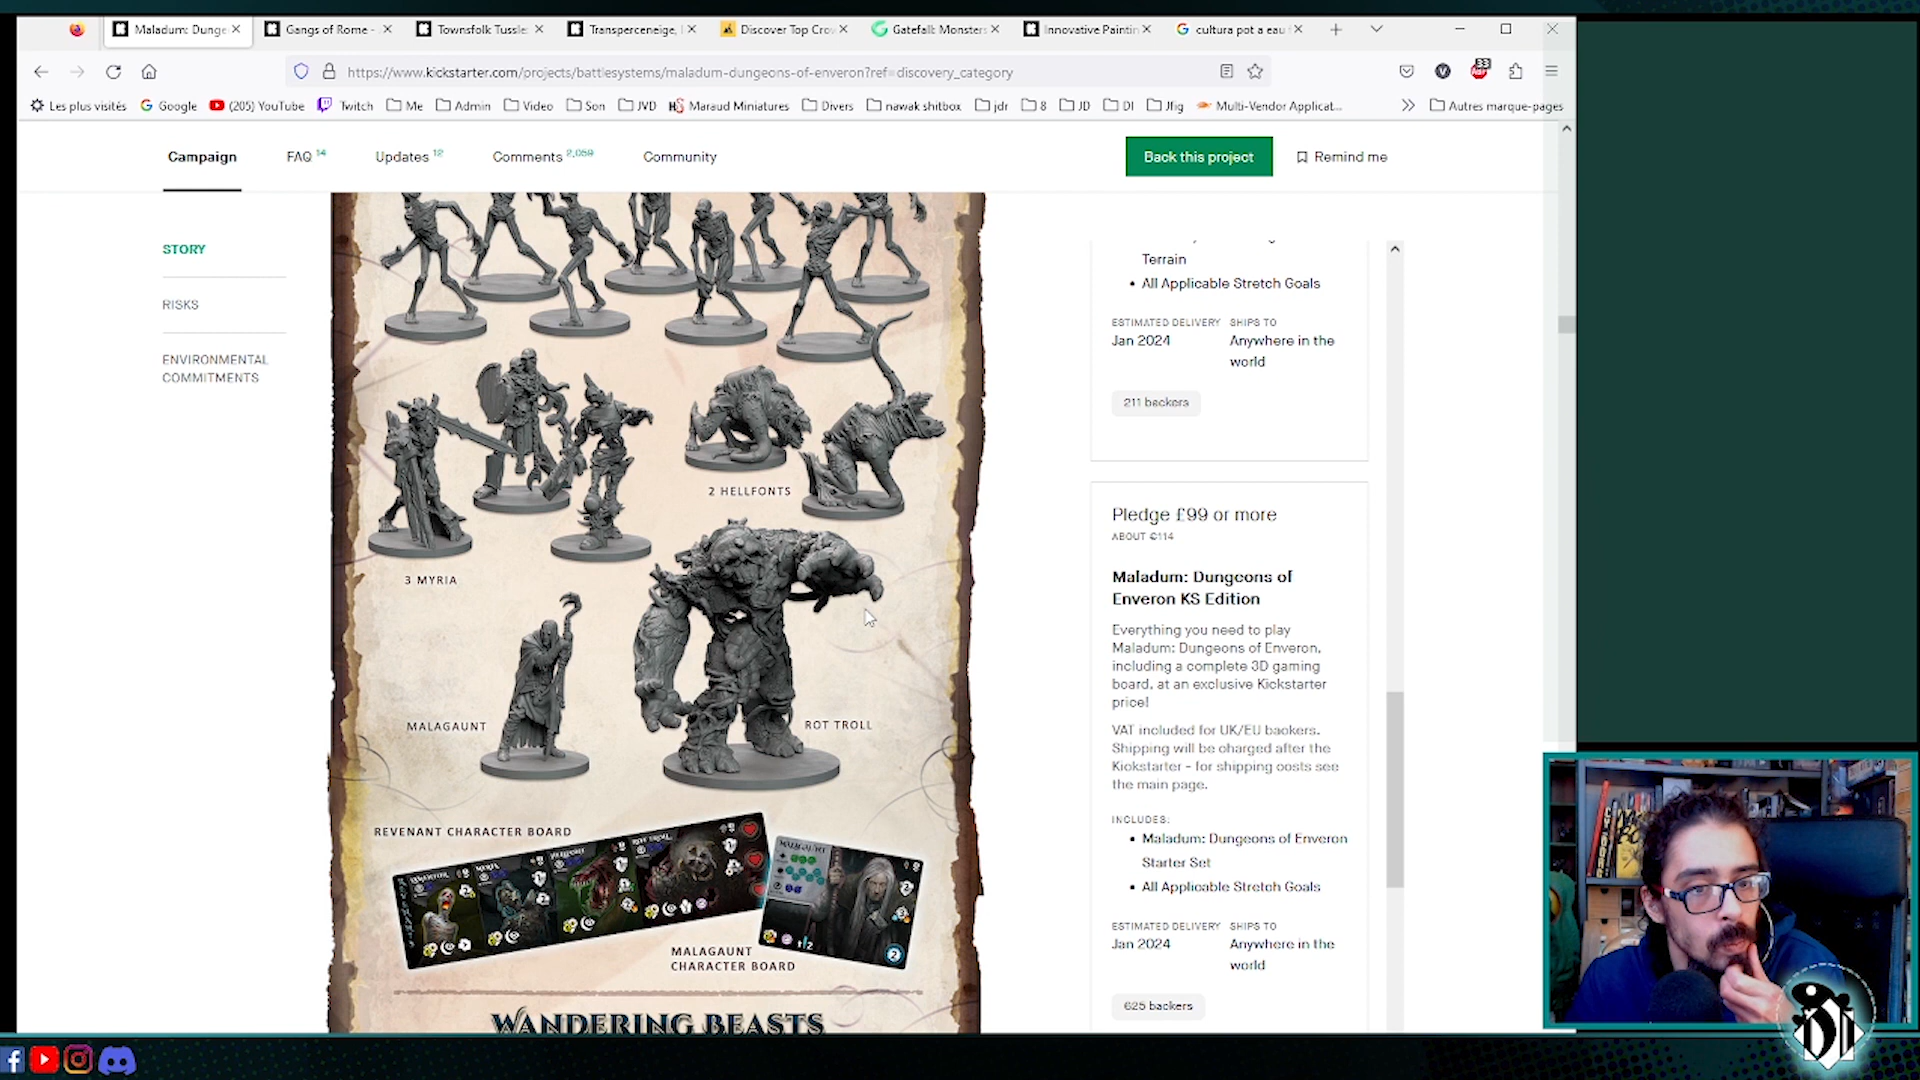 Maladum: Dunge
Gangs of Rome -
Townsfolk Tussle:
Transperceneige,
Discover Top Cro
Gatefall: Monsters
Innovative Paintin
cultura pot a eau
https://www.kickstarter.com/projects/battlesystems/maladum-dungeons-of-enveron?ref=discovery_category
33
Les plus visités
Google
(205) YouTube
Twitch
Me
Admin
Video
Son
JVD
Maraud Miniatures
Divers
nawak shitbox
jdr
8
JD
DI
Jfig
Multi-Vendor Applicat...
Autres marque-pages
Campaign
FAQ 14
Updates 12
Comments 2,059
Community
Back this project
Remind me
STORY
RISKS
ENVIRONMENTAL
COMMITMENTS
2 HELLFONTS
3 MYRIA
MALAGAUNT
ROT TROLL
REVENANT CHARACTER BOARD
MALAGAUNT
MALAGAUNT
CHARACTER BOARD
WANDERING BEASTS
Terrain
• All Applicable Stretch Goals
ESTIMATED DELIVERY
SHIPS TO
Jan 2024
Anywhere in the
world
211 backers
Pledge £99 or more
ABOUT €114
Maladum: Dungeons of
Enveron KS Edition
Everything you need to play
Maladum: Dungeons of Enveron,
including a complete 3D gaming
board, at an exclusive Kickstarter
price!
VAT included for UK/EU backers.
Shipping will be charged after the
Kickstarter - for shipping costs see
the main page.
INCLUDES:
• Maladum: Dungeons of Enveron
Starter Set
• All Applicable Stretch Goals
ESTIMATED DELIVERY
SHIPS TO
Jan 2024
Anywhere in the
world
625 backers